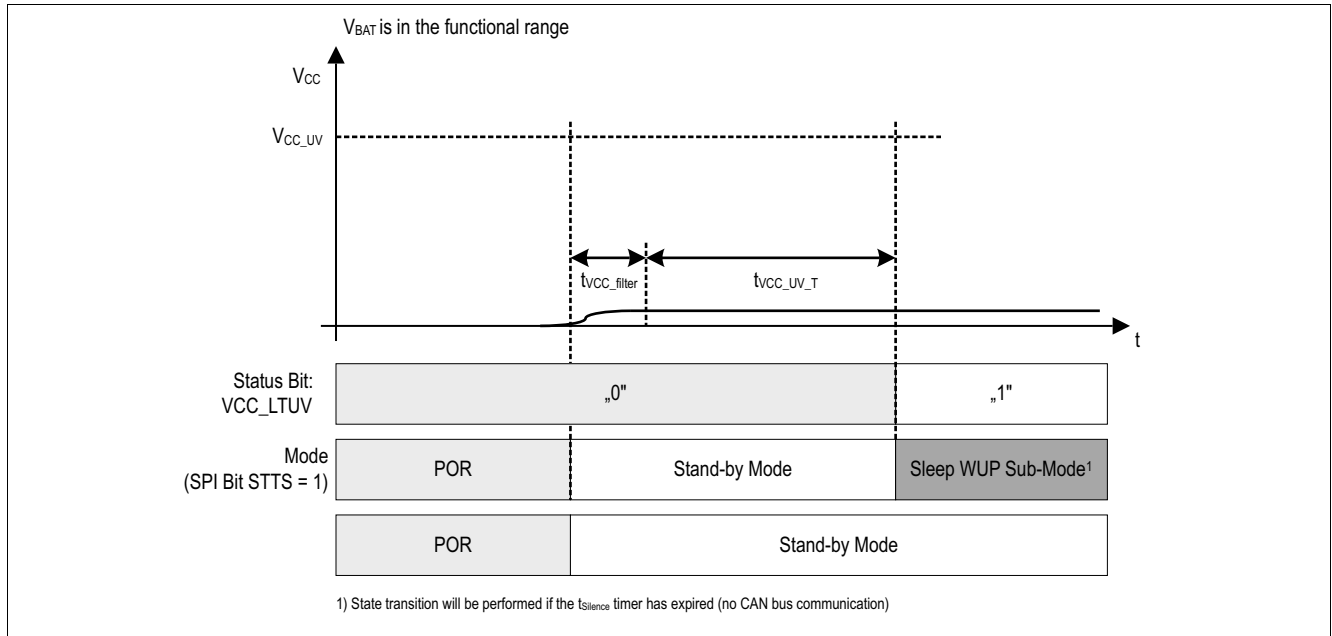 VBAT is in the functional range
VCC
VCC_UV
tVCC_filter
tVCC_UV_T
t
Status Bit:
VCC_LTUV
„0"
„1"
Mode
(SPI Bit STTS = 1)
POR
Stand-by Mode
Sleep WUP Sub-Mode1
POR
Stand-by Mode
1) State transition will be performed if the tSilence timer has expired (no CAN bus communication)